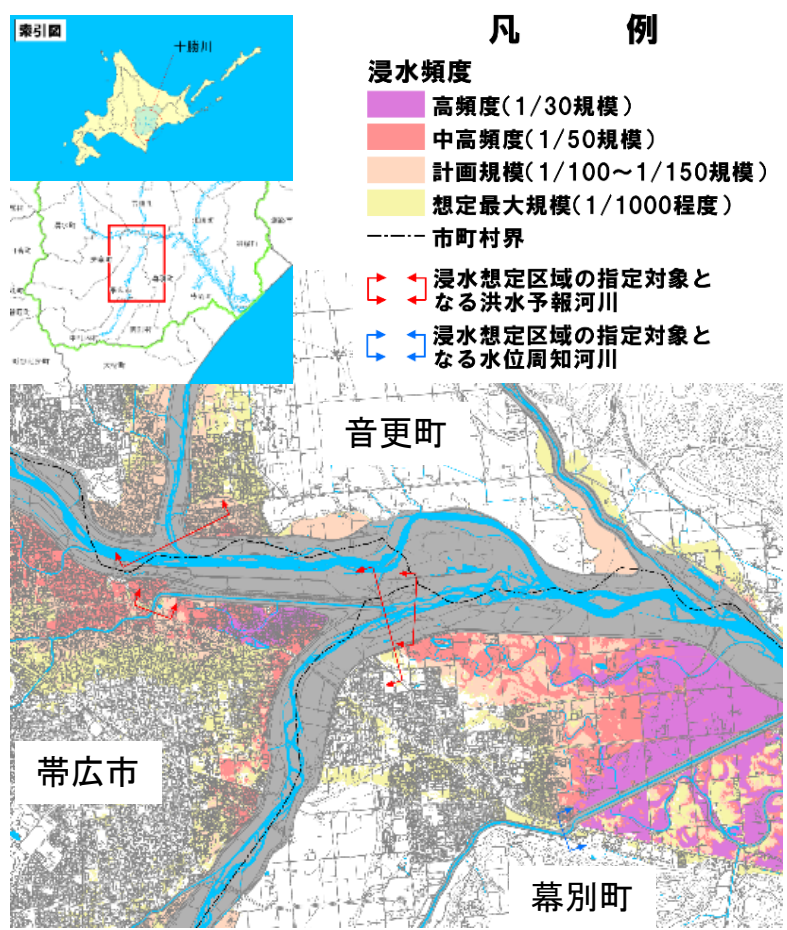 索引図
十勝川
凡例
浸水頻度
高頻度(1/30規模)
中高頻度(1/50規模)
計画規模(1/100～1/150規模)
想定最大規模(1/1000程度)
市町村界
浸水想定区域の指定対象と
なる洪水予報河川
浸水想定区域の指定対象と
なる水位周知河川
音更町
帯広市
幕別町